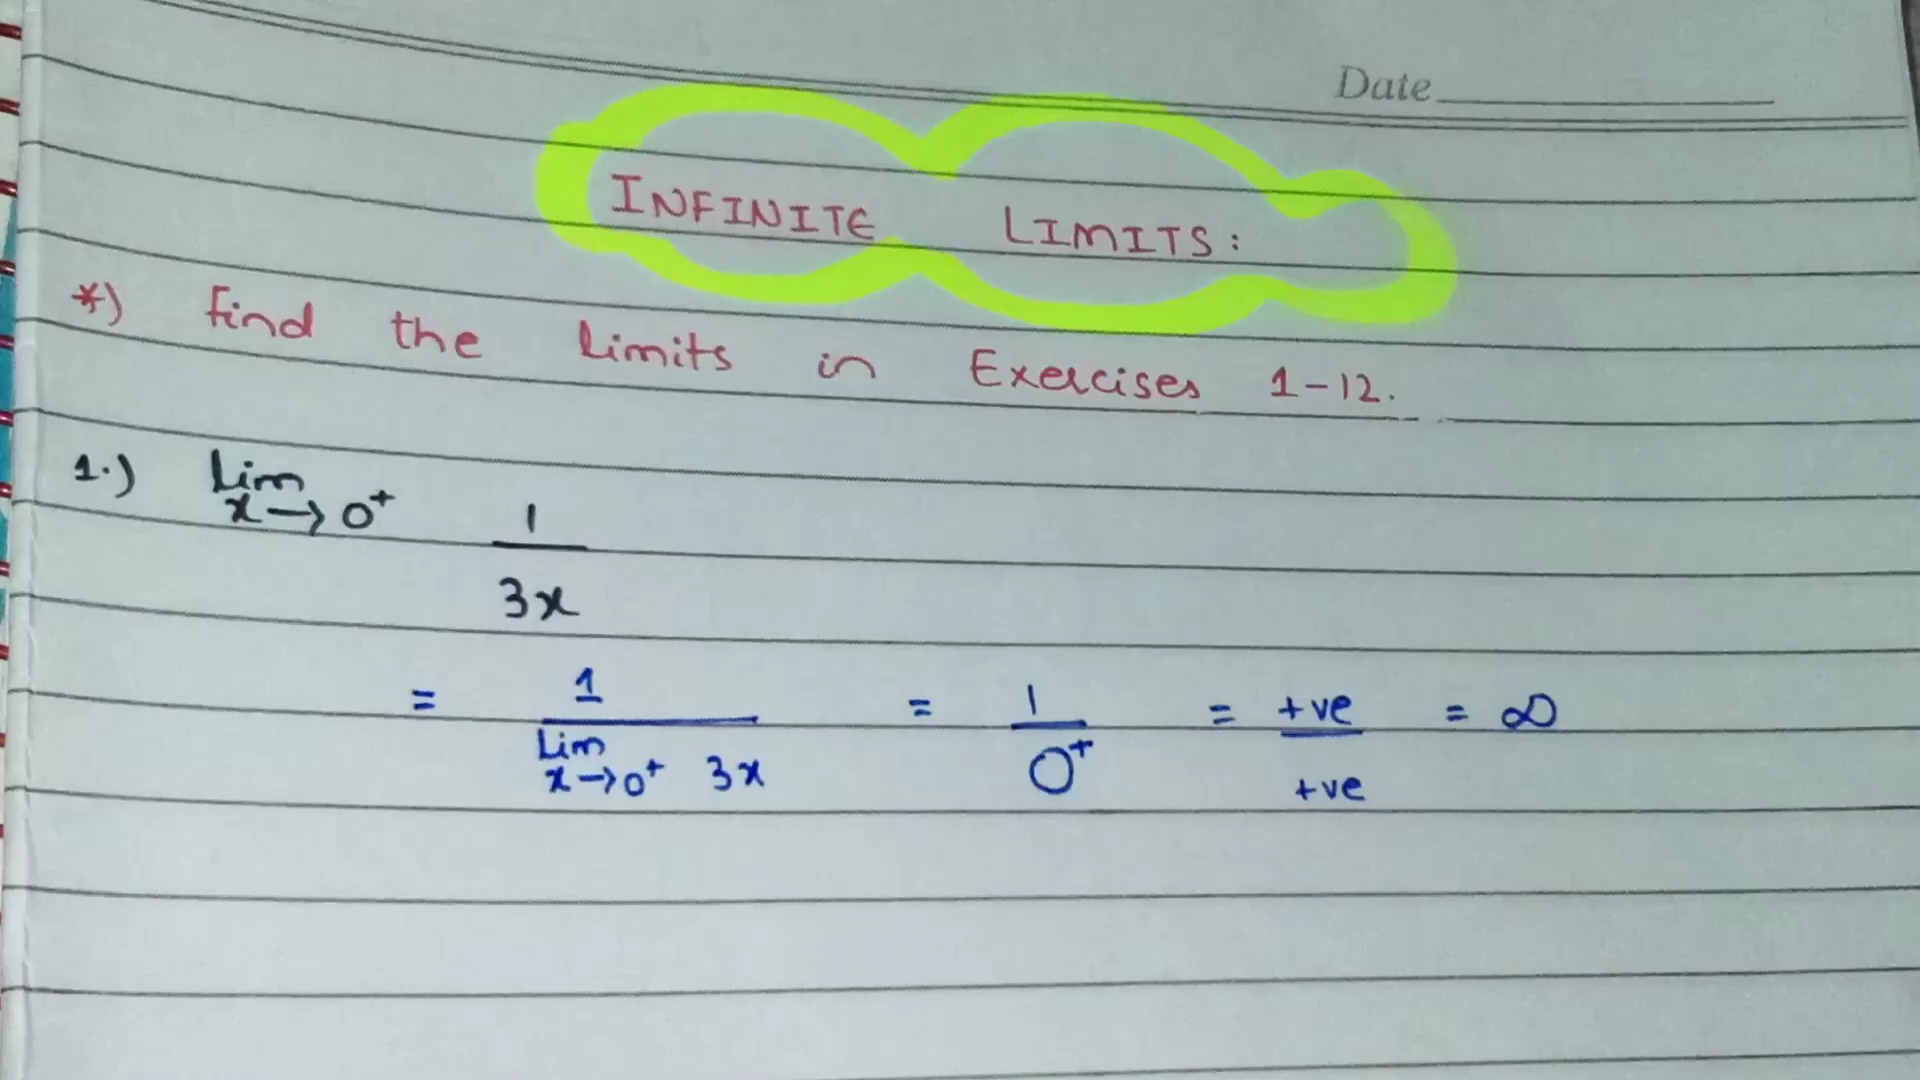 Date
INFINITE LIMITS:
*) find the limits in Exercises 1-12.
1.) Lim x→0⁺ 1/3x
= 1/Lim x→0⁺ 3x = 1/0⁺ = +ve/+ve = ∞